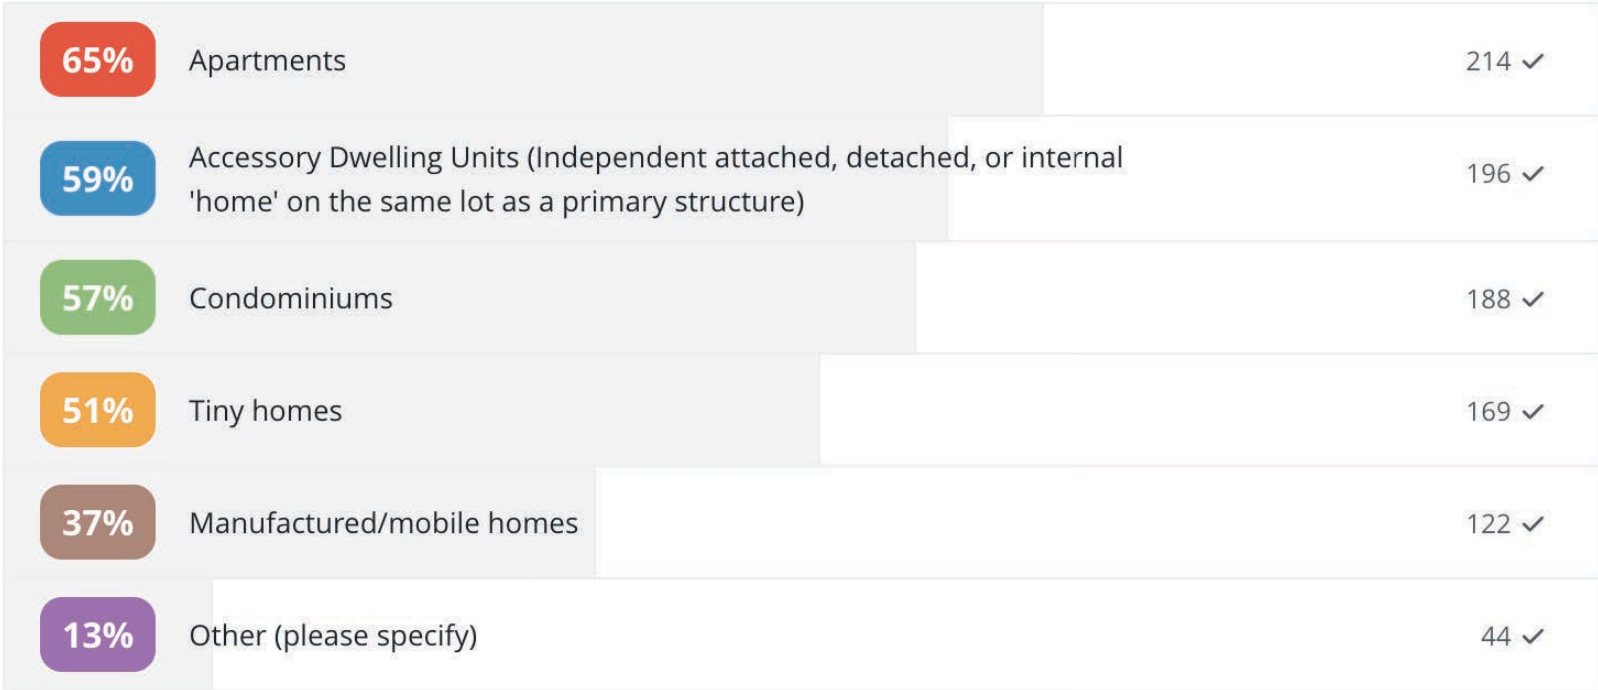 65% Apartments 214 ✓
59% Accessory Dwelling Units (Independent attached, detached, or internal
'home' on the same lot as a primary structure) 196 ✓
57% Condominiums 188 ✓
51% Tiny homes 169 ✓
37% Manufactured/mobile homes 122 ✓
13% Other (please specify) 44 ✓